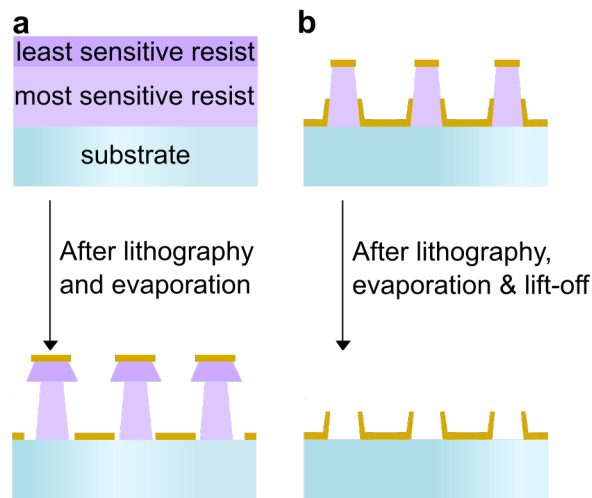 a
least sensitive resist
most sensitive resist
substrate
After lithography
and evaporation
b
After lithography,
evaporation & lift-off